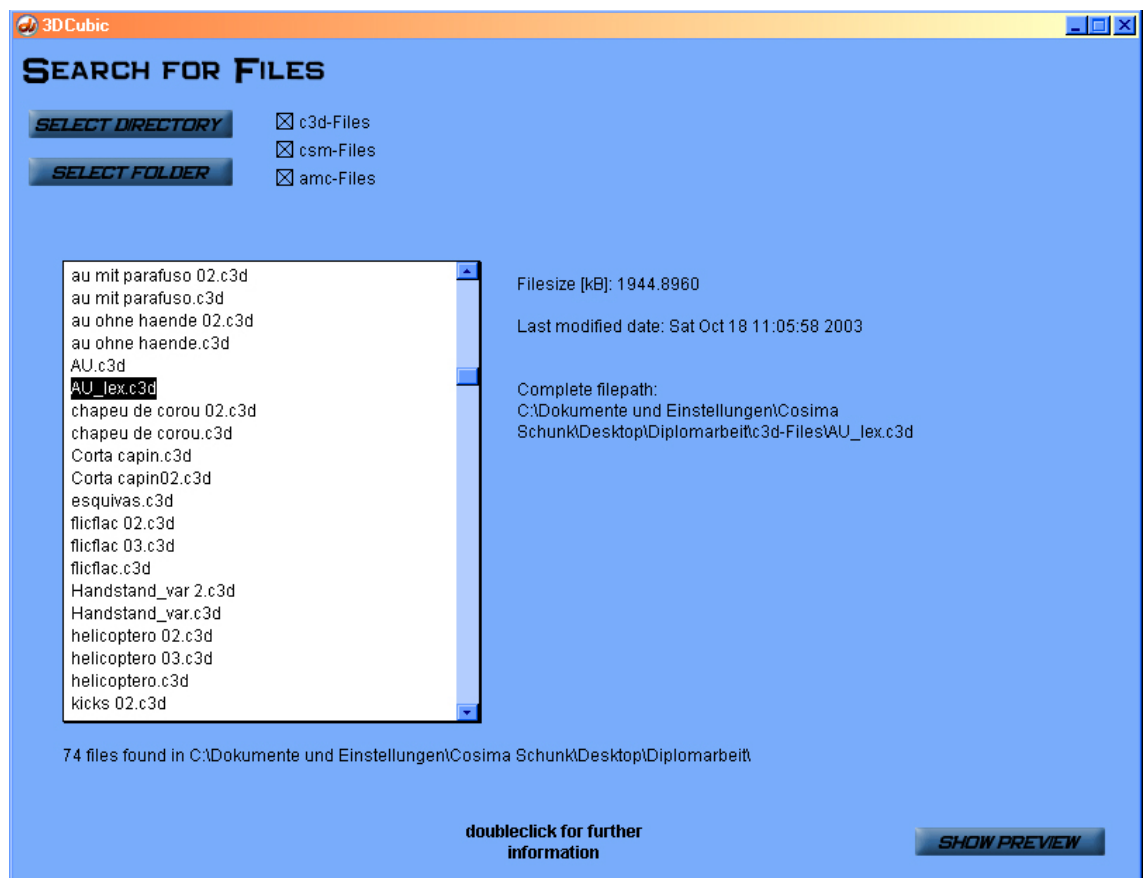 3DCubic
SEARCH FOR FILES
SELECT DIRECTORY
SELECT FOLDER
c3d-Files
csm-Files
amc-Files
au mit parafuso 02.c3d
au mit parafuso.c3d
au ohne haende 02.c3d
au ohne haende.c3d
AU.c3d
AU_lex.c3d
chapeu de corou 02.c3d
chapeu de corou.c3d
Corta capin.c3d
Corta capin02.c3d
esquivas.c3d
flicflac 02.c3d
flicflac 03.c3d
flicflac.c3d
Handstand_var 2.c3d
Handstand_var.c3d
helicoptero 02.c3d
helicoptero 03.c3d
helicoptero.c3d
kicks 02.c3d
Filesize [kB]: 1944.8960
Last modified date: Sat Oct 18 11:05:58 2003
Complete filepath:
C:\Dokumente und Einstellungen\Cosima
Schunk\Desktop\Diplomarbeit\c3d-Files\AU_lex.c3d
74 files found in C:\Dokumente und Einstellungen\Cosima Schunk\Desktop\Diplomarbeit\
doubleclick for further
information
SHOW PREVIEW